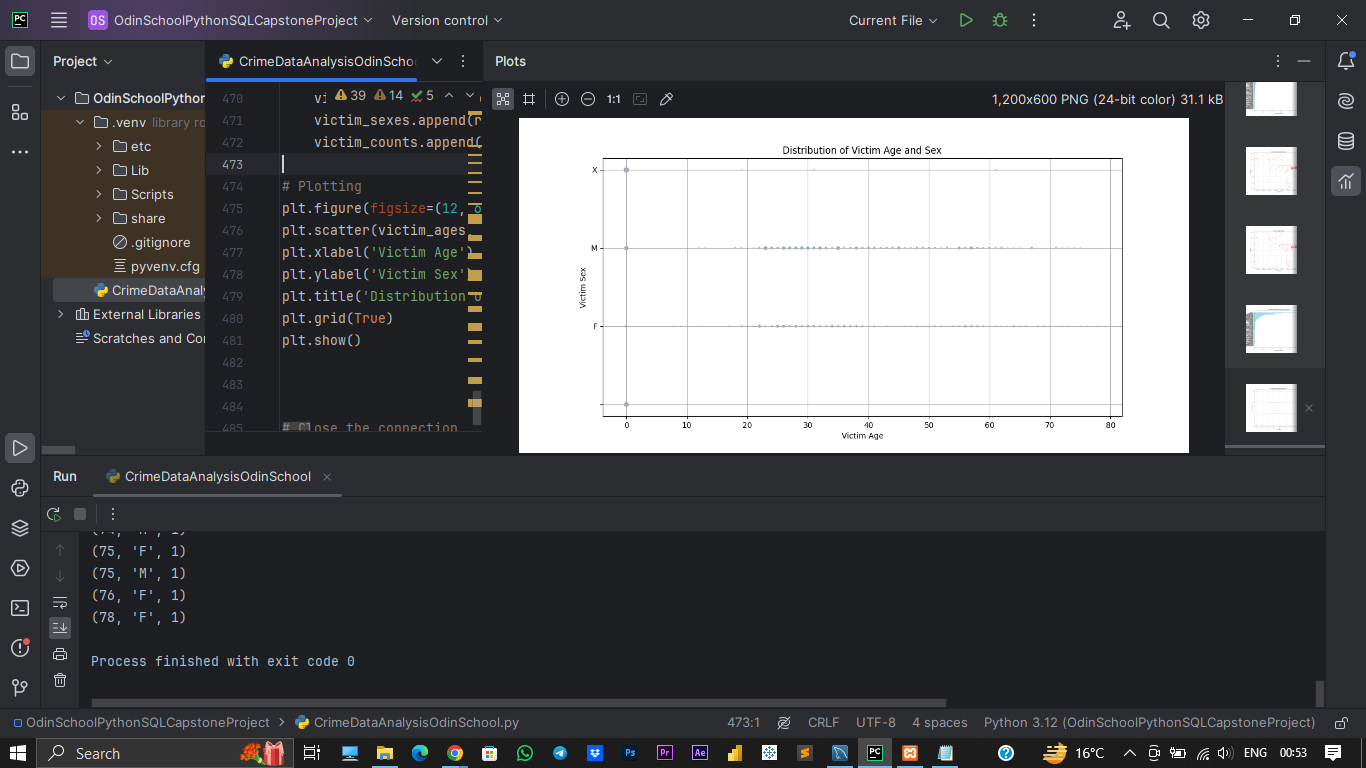 PC OS OdinSchoolPythonSQLCapstoneProject Version control Current File
Project
CrimeDataAnalysisOdinScho
Plots
OdinSchoolPython
.venv library ro
etc
Lib
Scripts
share
.gitignore
pyvenv.cfg
CrimeDataAnaly
External Libraries
Scratches and Con
39 14 5
470 vi
471 victim_sexes.append(r
472 victim_counts.append(
473
474 # Plotting
475 plt.figure(figsize=(12,
476 plt.scatter(victim_ages,
477 plt.xlabel('Victim Age')
478 plt.ylabel('Victim Sex'
479 plt.title('Distribution o
480 plt.grid(True)
481 plt.show()
482
483
484
485 # Close the connection
1:1
1,200x600 PNG (24-bit color) 31.1 kB
Distribution of Victim Age and Sex
X
M
F
Victim Sex
0 10 20 30 40 50 60 70 80
Victim Age
Run CrimeDataAnalysisOdinSchool
(75, 'F', 1)
(75, 'M', 1)
(76, 'F', 1)
(78, 'F', 1)
Process finished with exit code 0
OdinSchoolPythonSQLCapstoneProject CrimeDataAnalysisOdinSchool.py 473:1 CRLF UTF-8 4 spaces Python 3.12 (OdinSchoolPythonSQLCapstoneProject)
Search Ps Pr Ae PC 16°C ENG 00:53